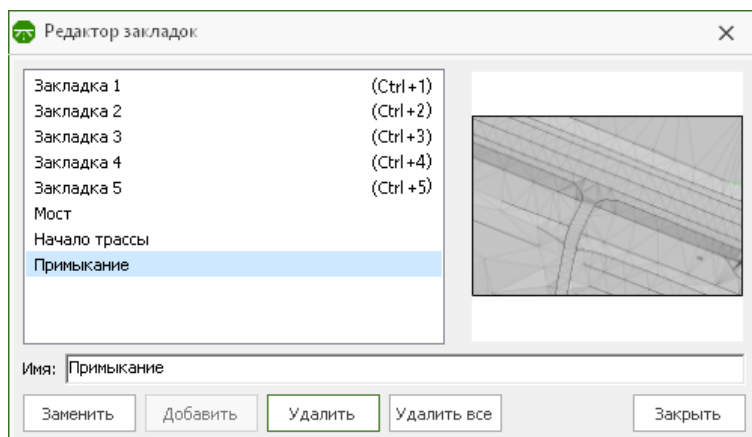 Редактор закладок
Закладка 1 (Ctrl+1)
Закладка 2 (Ctrl+2)
Закладка 3 (Ctrl+3)
Закладка 4 (Ctrl+4)
Закладка 5 (Ctrl+5)
Мост
Начало трассы
Примыкание
Имя: Примыкание
Заменить Добавить Удалить Удалить все Закрыть